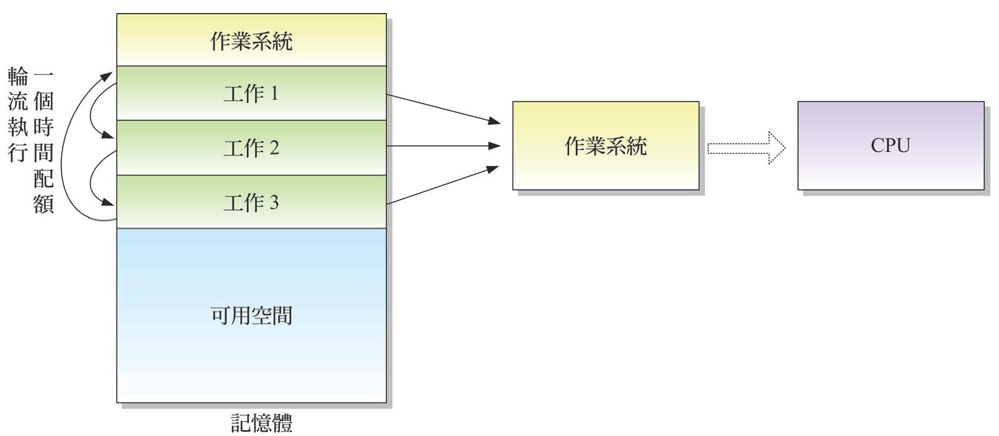 一個時間配額
輪流執行
作業系統
工作 1
工作 2
工作 3
可用空間
記憶體
作業系統
CPU